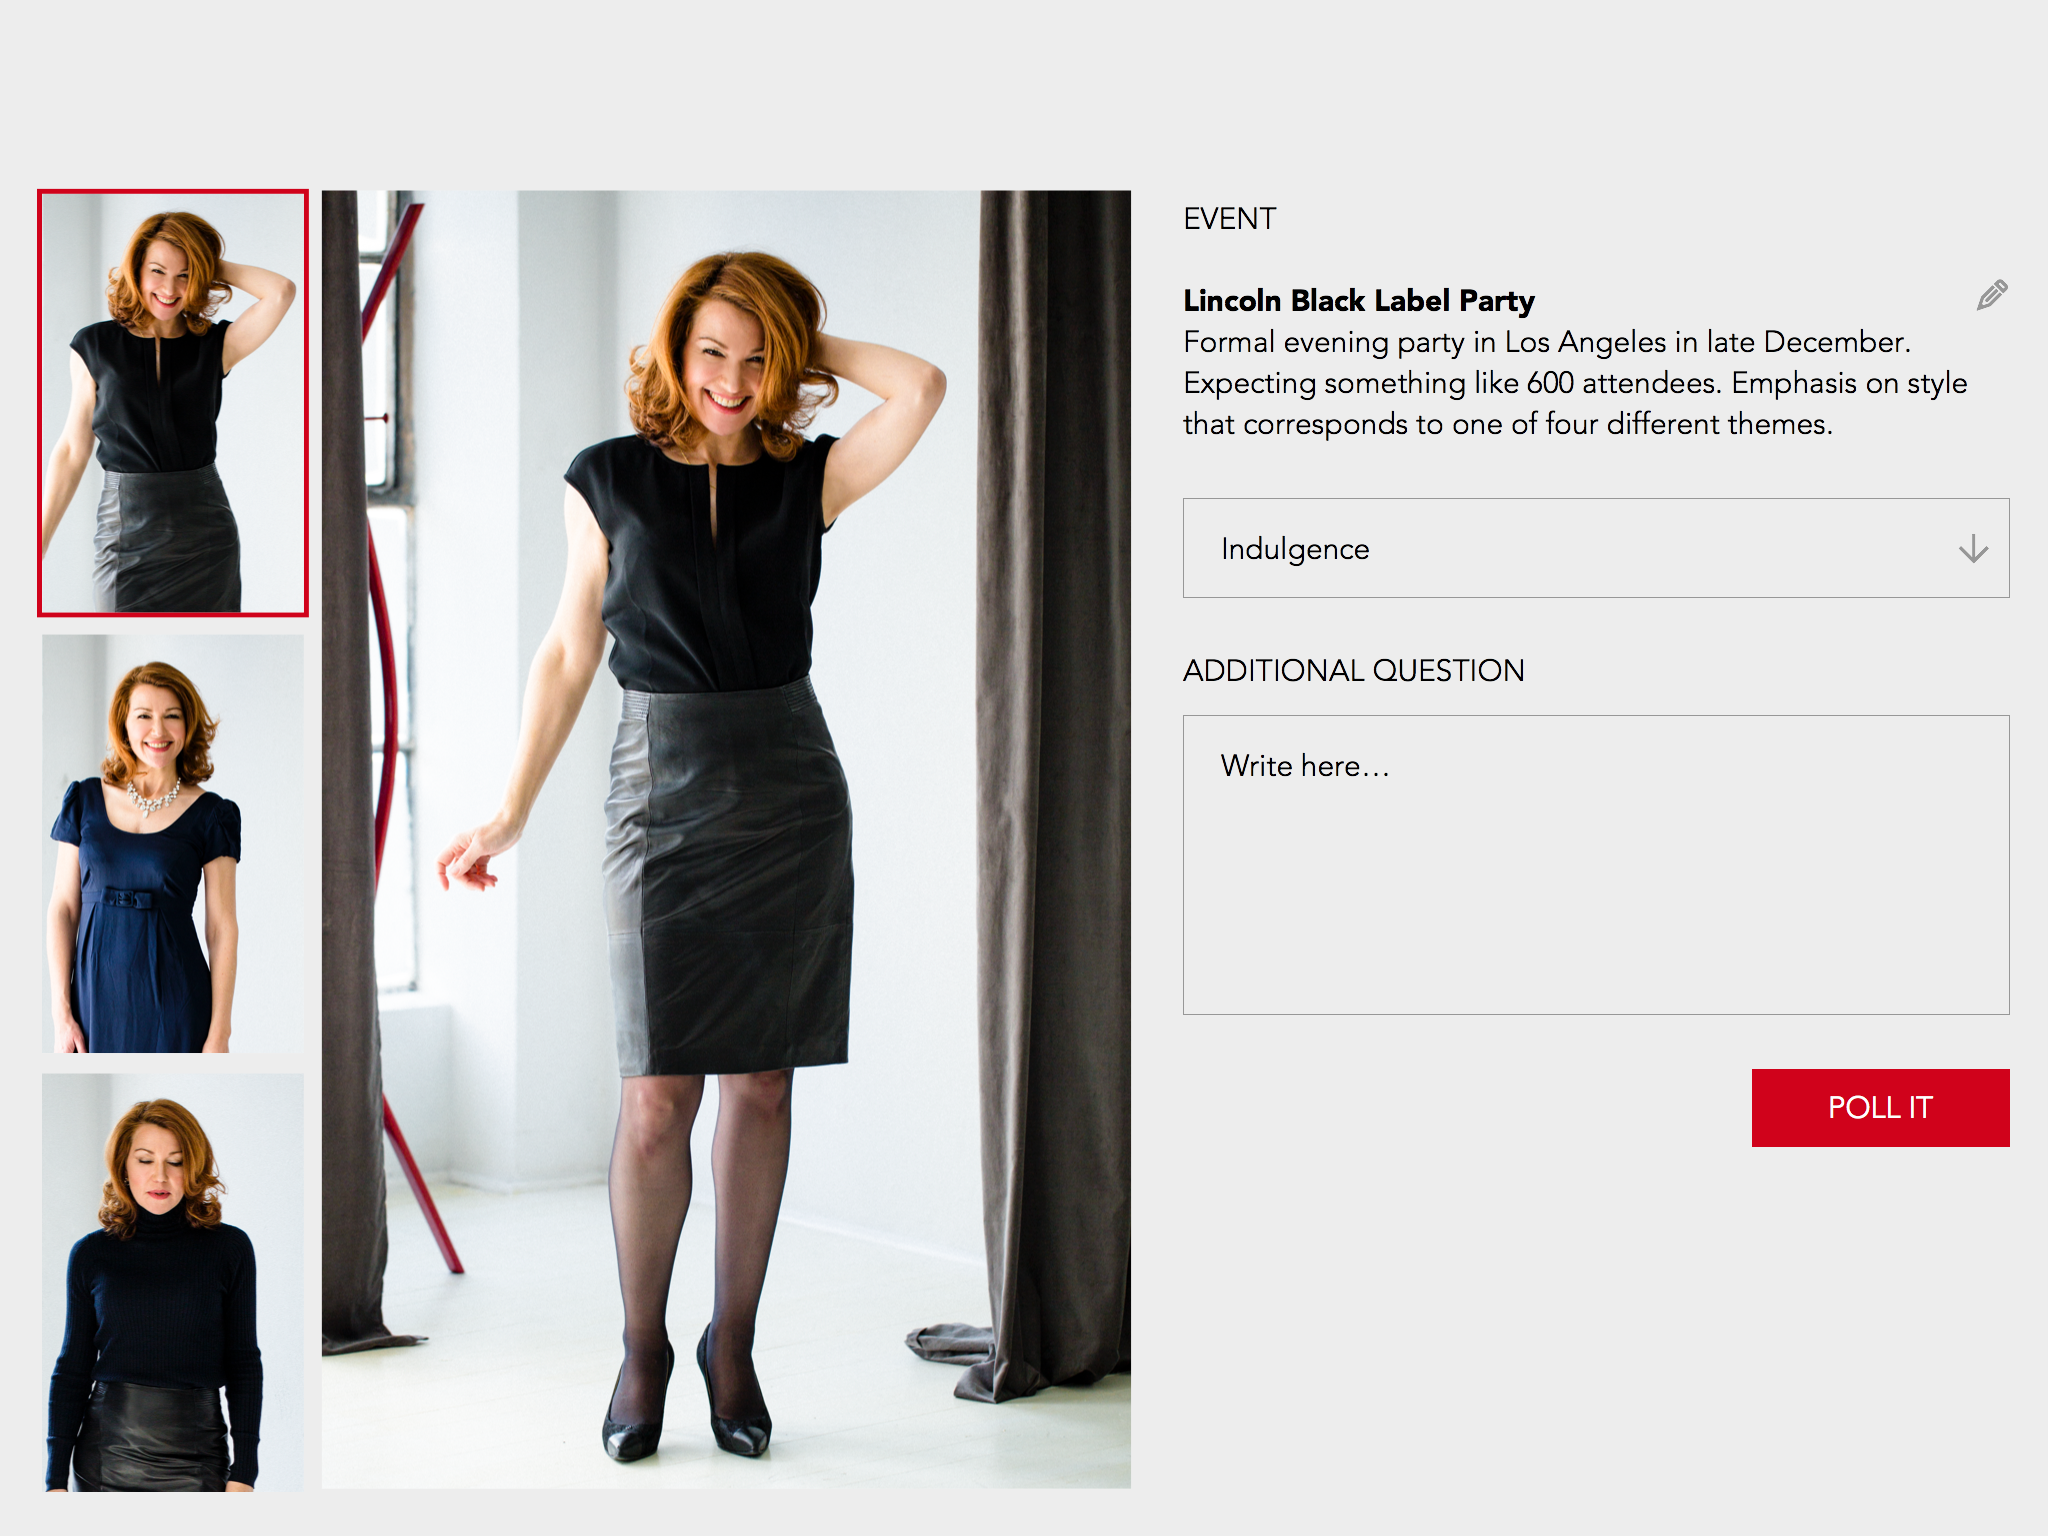 EVENT
Lincoln Black Label Party
Formal evening party in Los Angeles in late December.
Expecting something like 600 attendees. Emphasis on style
that corresponds to one of four different themes.
Indulgence
ADDITIONAL QUESTION
Write here…
POLL IT